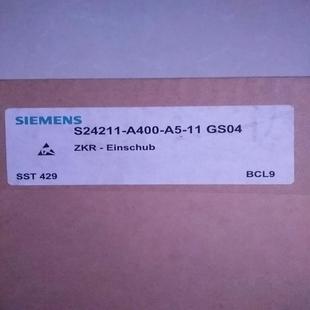 SIEMENS
S24211-A400-A5-11 GS04
ZKR - Einschub
SST 429
BCL9